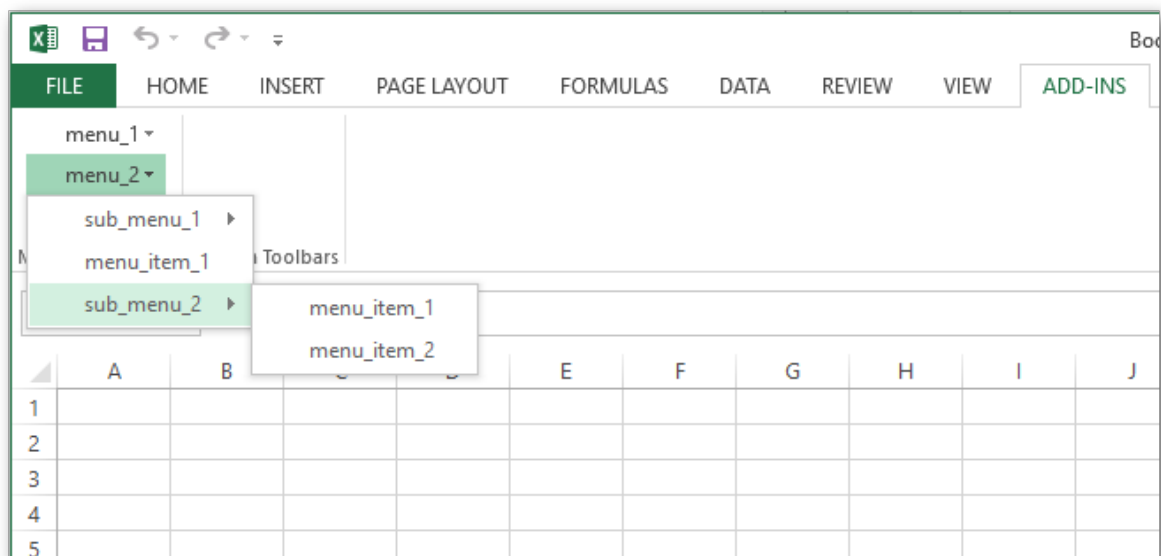 Boo
FILE HOME INSERT PAGE LAYOUT FORMULAS DATA REVIEW VIEW ADD-INS
menu_1
menu_2
sub_menu_1
menu_item_1
Toolbars
sub_menu_2
menu_item_1
menu_item_2
A B E F G H I J
1
2
3
4
5